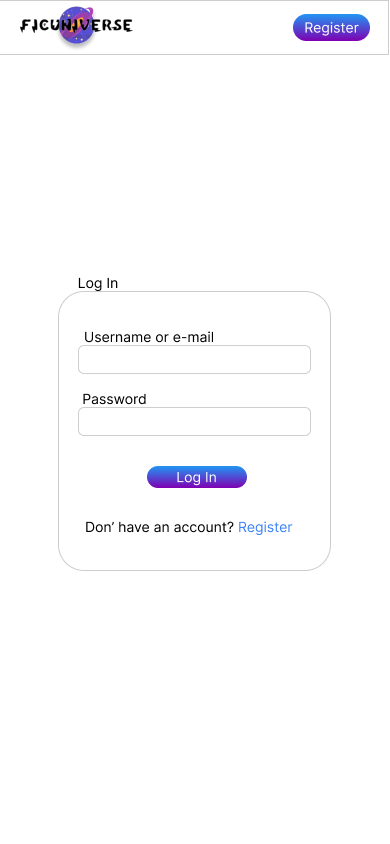 FICUNIVERSE
Register
Log In
Username or e-mail
Password
Log In
Don’ have an account? Register